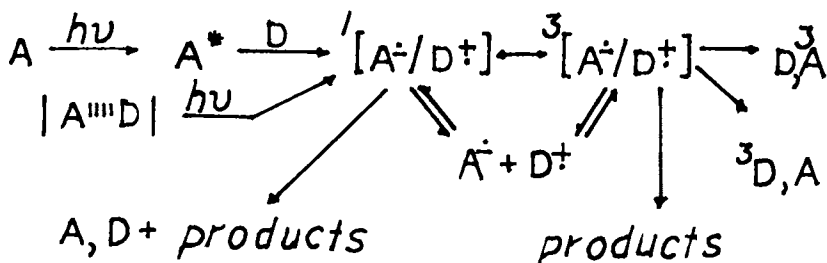 A hν A* D ¹[A∸/D⁺̣] ³[A∸/D⁺̣] D,³A
|A''''''D| hν
A∸ + D⁺̣ ³D, A
A, D + products products